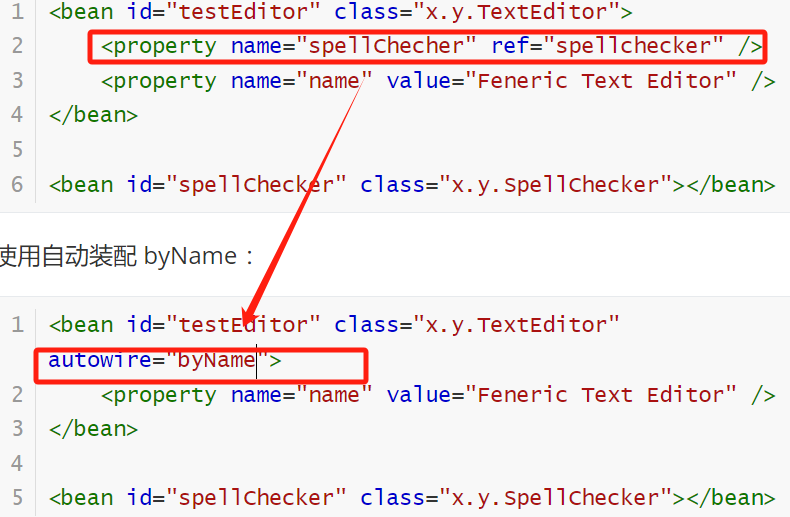 1 <bean id="testEditor" class="x.y.TextEditor">
2 <property name="spellChecher" ref="spellchecker" />
3 <property name="name" value="Feneric Text Editor" />
4 </bean>
5
6 <bean id="spellChecker" class="x.y.SpellChecker"></bean>
使用自动装配 byName：
1 <bean id="testEditor" class="x.y.TextEditor"
autowire="byName">
2 <property name="name" value="Feneric Text Editor" />
3 </bean>
4
5 <bean id="spellChecker" class="x.y.SpellChecker"></bean>